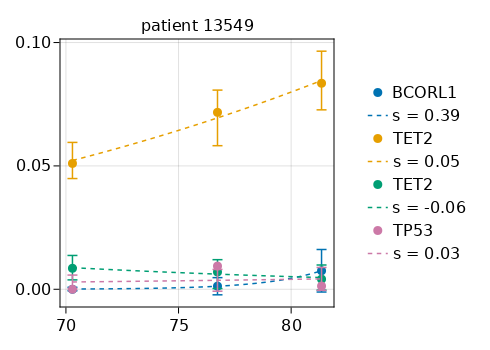 patient 13549
0.10
0.05
0.00
70
75
80
BCORL1
s = 0.39
TET2
s = 0.05
TET2
s = -0.06
TP53
s = 0.03